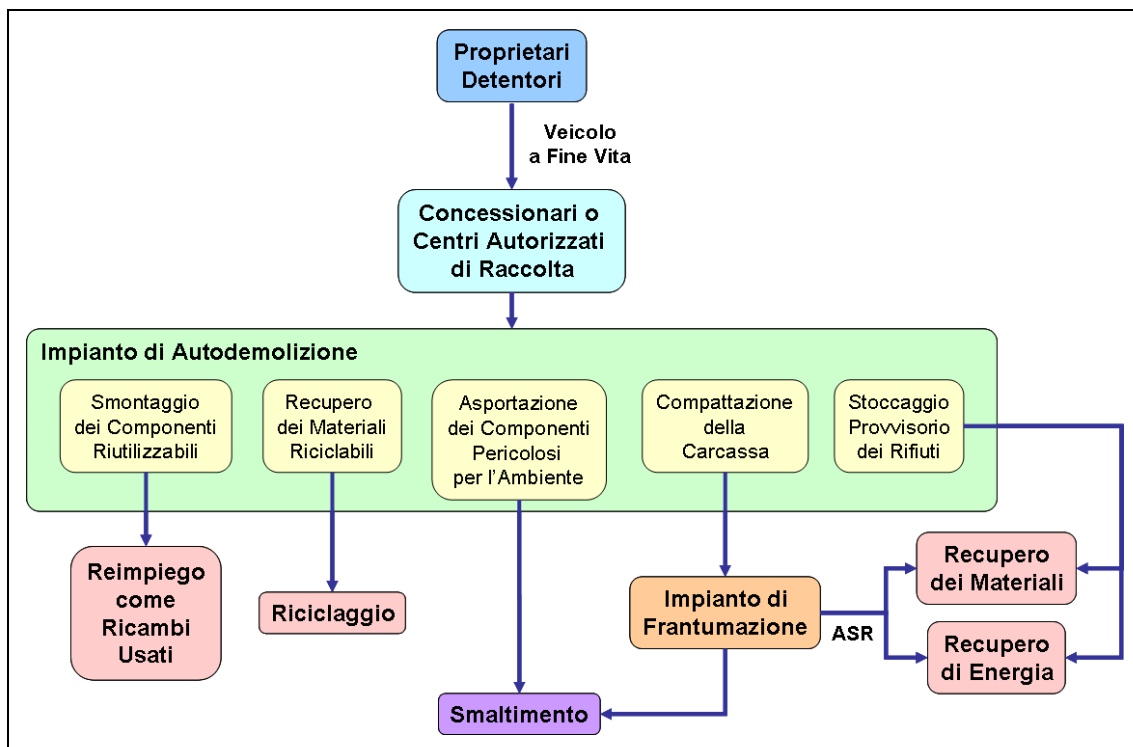 Proprietari
Detentori
Veicolo
a Fine Vita
Concessionari o
Centri Autorizzati
di Raccolta
Impianto di Autodemolizione
Smontaggio
dei Componenti
Riutilizzabili
Recupero
dei Materiali
Riciclabili
Asportazione
dei Componenti
Pericolosi
per l'Ambiente
Compattazione
della
Carcassa
Stoccaggio
Provvisorio
dei Rifiuti
Reimpiego
come
Ricambi
Usati
Riciclaggio
Impianto di
Frantumazione
ASR
Recupero
dei Materiali
Recupero
di Energia
Smaltimento